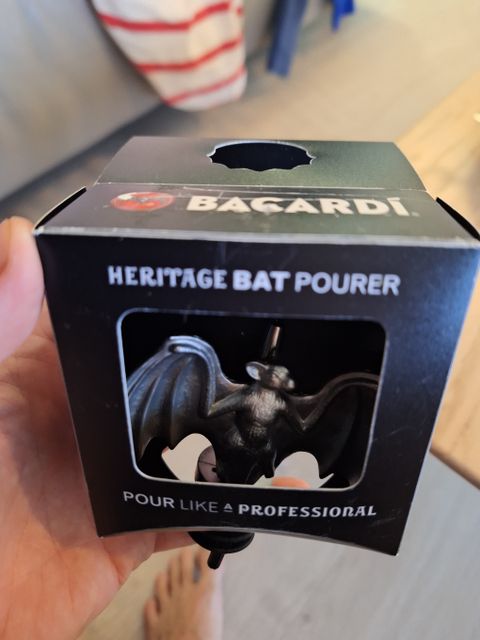 BACARDÍ
HERITAGE BAT POURER
POUR LIKE A PROFESSIONAL